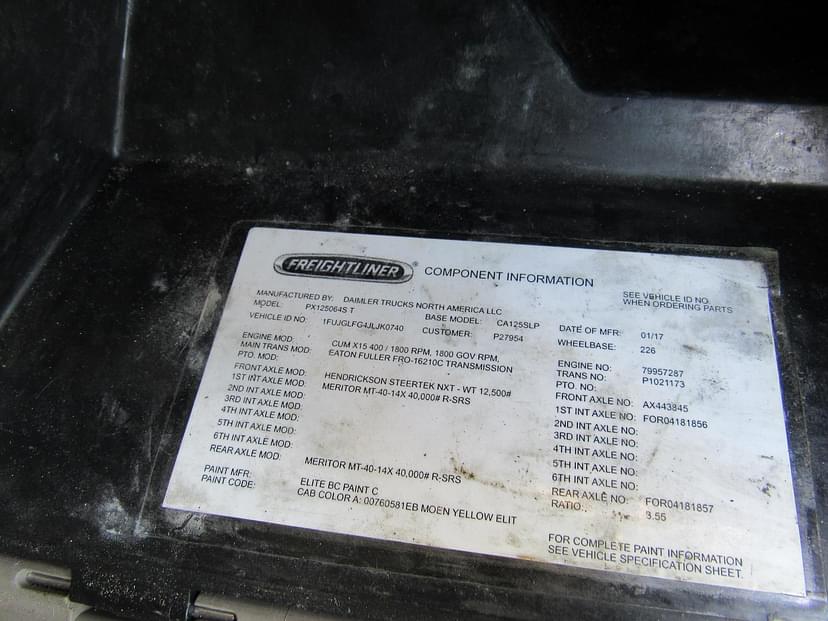 FREIGHTLINER
COMPONENT INFORMATION
SEE VEHICLE ID NO.
WHEN ORDERING PARTS
MANUFACTURED BY: DAIMLER TRUCKS NORTH AMERICA LLC
MODEL: PX125064S T BASE MODEL: CA125SLP DATE OF MFR: 01/17
VEHICLE ID NO: 1FUJGLFG4JLJK0740 CUSTOMER: P27954 WHEELBASE: 226
ENGINE MOD: CUM X15 400 / 1800 RPM, 1800 GOV RPM, ENGINE NO: 79957287
MAIN TRANS MOD: EATON FULLER FRO-16210C TRANSMISSION TRANS NO: P1021173
PTO. MOD: PTO. NO:
FRONT AXLE MOD: HENDRICKSON STEERTEK NXT - WT 12,500# FRONT AXLE NO: AX443845
1ST INT AXLE MOD: MERITOR MT-40-14X 40,000# R-SRS 1ST INT AXLE NO: FOR04181856
2ND INT AXLE MOD: 2ND INT AXLE NO:
3RD INT AXLE MOD: 3RD INT AXLE NO:
4TH INT AXLE MOD: 4TH INT AXLE NO:
5TH INT AXLE MOD: 5TH INT AXLE NO:
6TH INT AXLE MOD: 6TH INT AXLE NO:
REAR AXLE MOD: MERITOR MT-40-14X 40,000# R-SRS REAR AXLE NO: FOR04181857
RATIO: 3.55
PAINT MFR: ELITE BC PAINT C
PAINT CODE: CAB COLOR A: 00760581EB MOEN YELLOW ELIT
FOR COMPLETE PAINT INFORMATION
SEE VEHICLE SPECIFICATION SHEET.